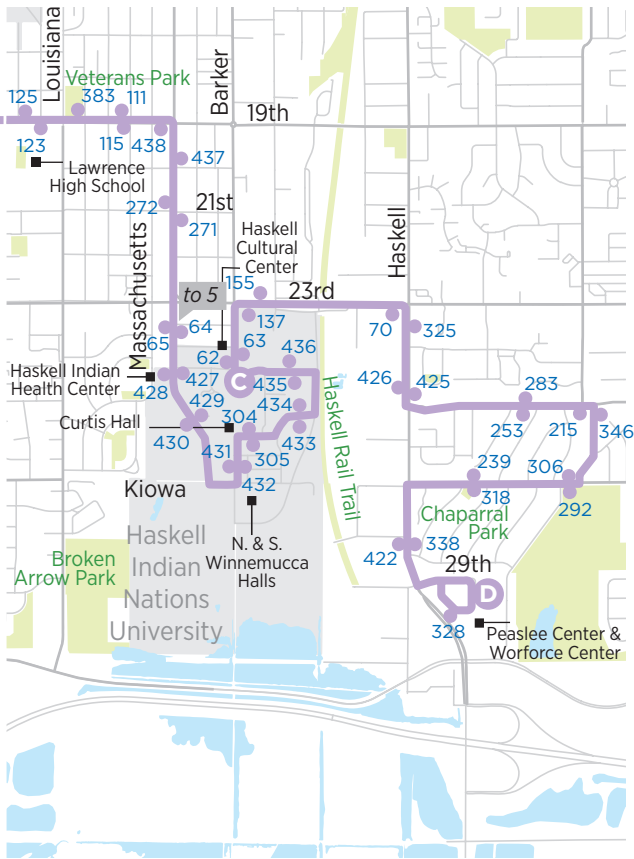 Louisiana
Veterans Park
Barker
125
383
111
19th
123
115
438
437
Lawrence
High School
272
21st
271
Massachusetts
Haskell
Cultural
Center
Haskell
155
23rd
to 5
137
70
325
64
65
63
62
436
Haskell Indian
Health Center
427
C
435
426
425
283
428
429
434
Curtis Hall
304
253
215
346
430
433
431
305
Haskell Rail Trail
239
306
432
Kiowa
318
292
Chaparral
Park
Haskell
Indian
Nations
University
N. & S.
Winnemucca
Halls
422
338
Broken
Arrow Park
29th
D
328
Peaslee Center &
Worforce Center